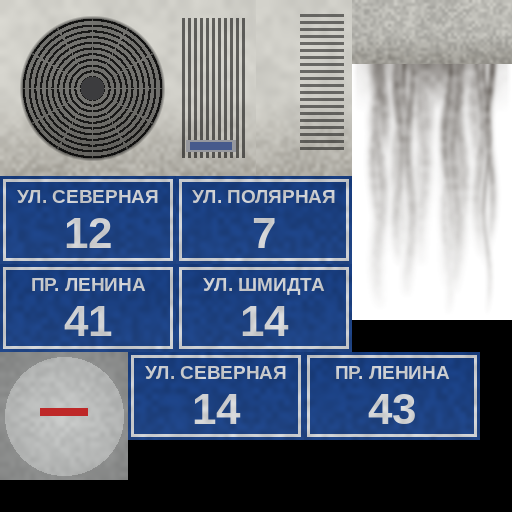 УЛ. СЕВЕРНАЯ
12
УЛ. ПОЛЯРНАЯ
7
ПР. ЛЕНИНА
41
УЛ. ШМИДТА
14
УЛ. СЕВЕРНАЯ
14
ПР. ЛЕНИНА
43